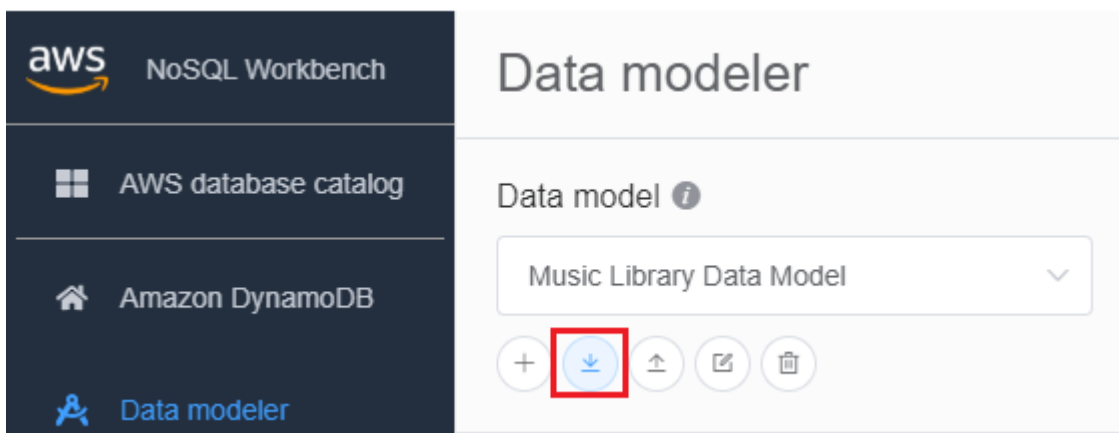 aws
NoSQL Workbench
AWS database catalog
Amazon DynamoDB
Data modeler
Data modeler
Data model i
Music Library Data Model